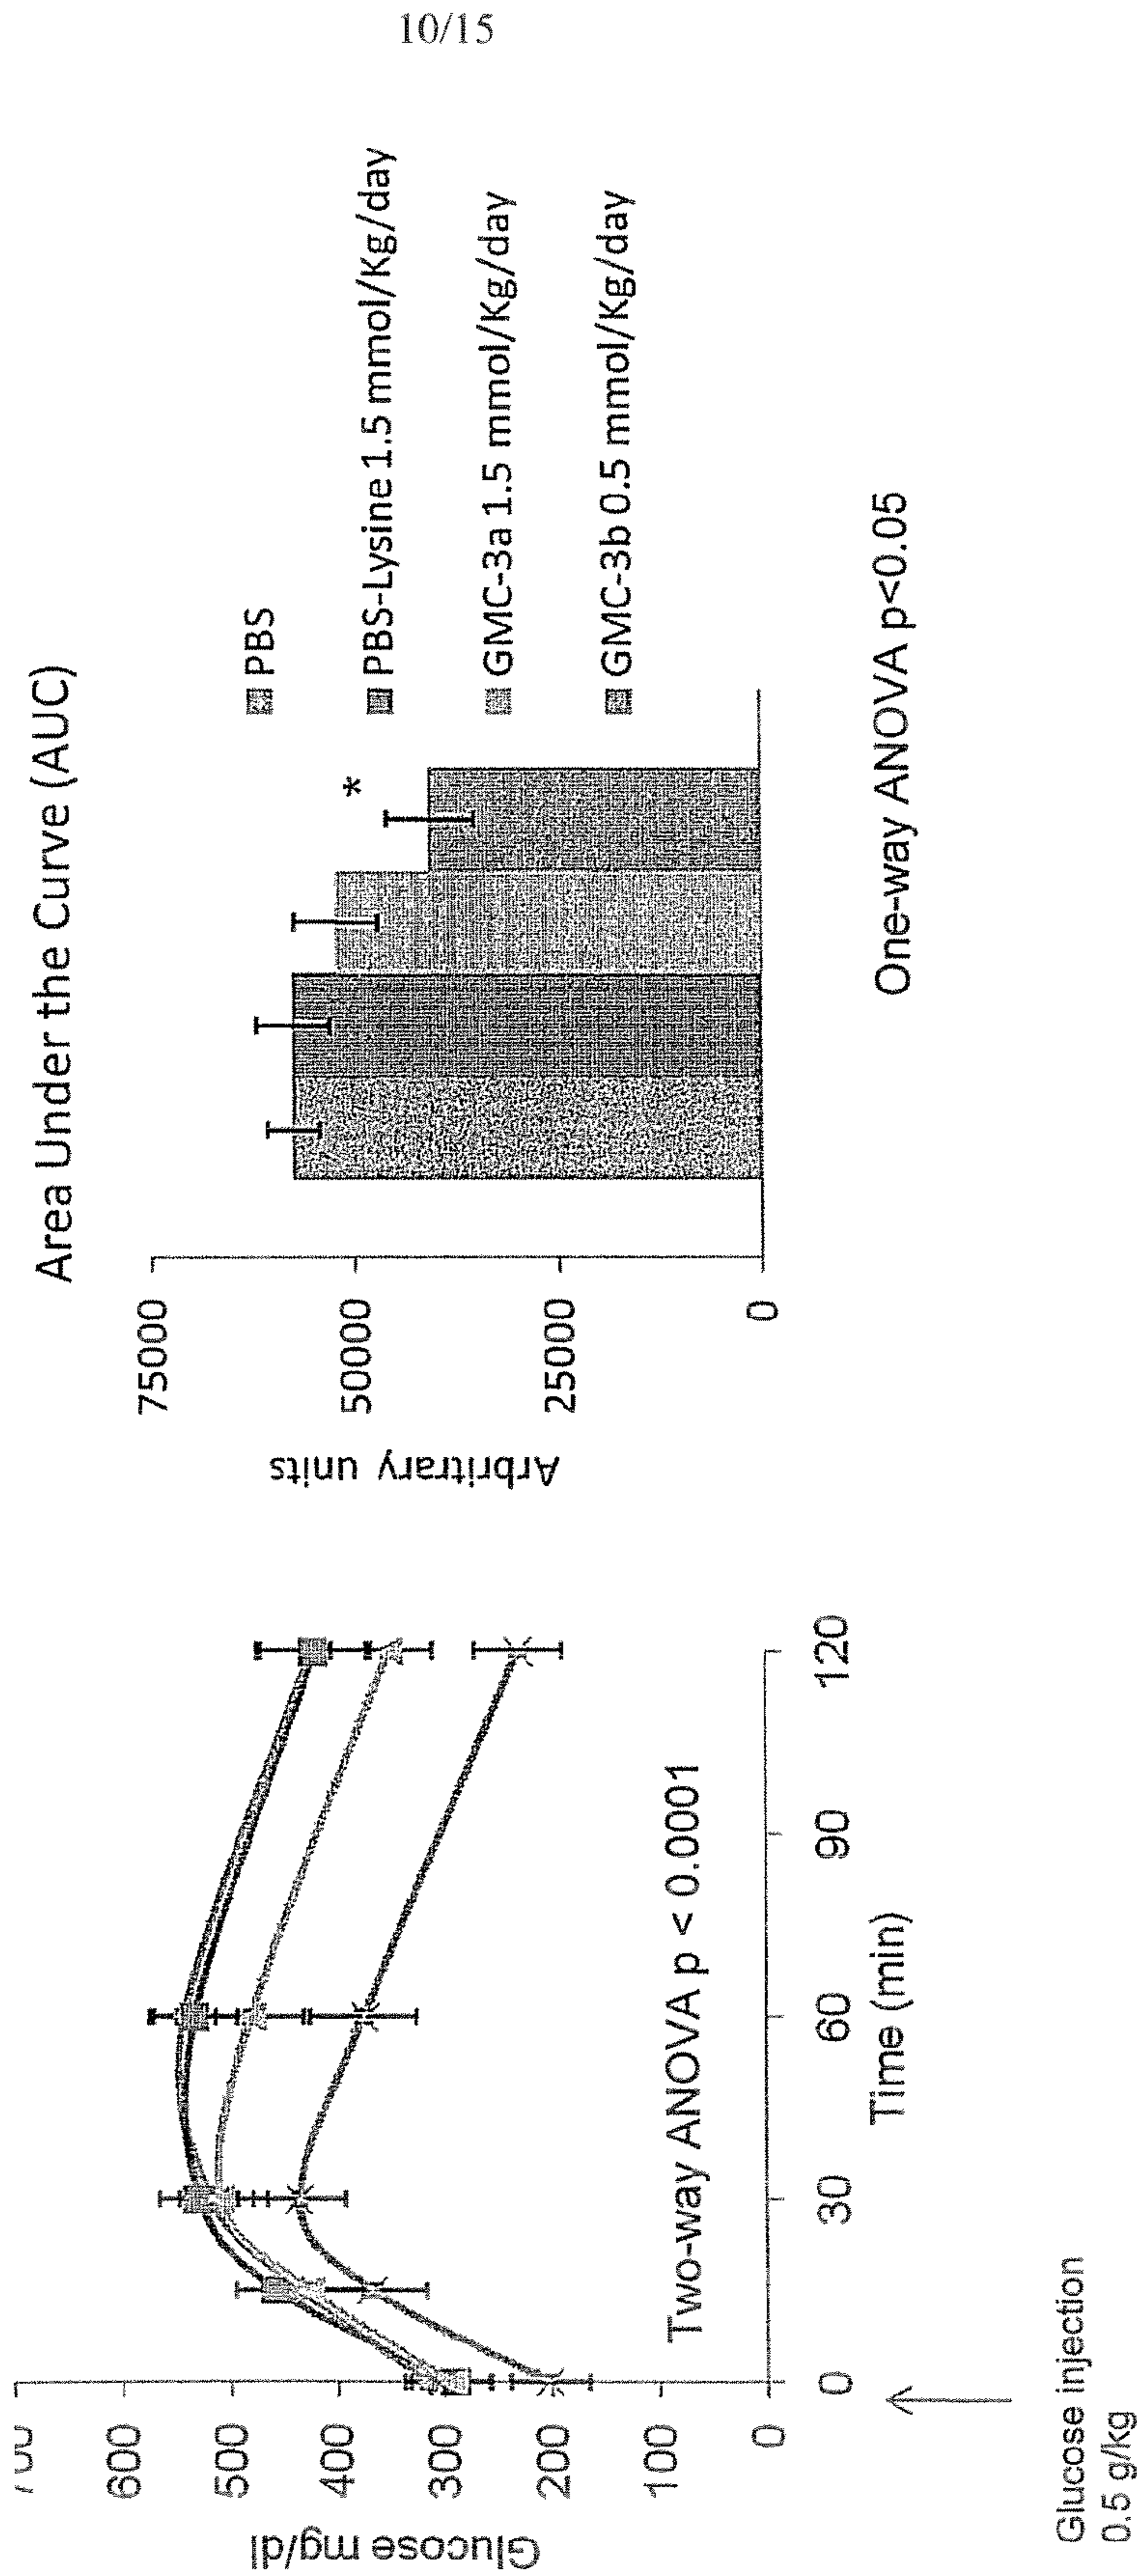 10/15
Area Under the Curve (AUC)
75000
50000
25000
0
Arbritrary units
PBS
PBS-Lysine 1.5 mmol/Kg/day
GMC-3a 1.5 mmol/Kg/day
GMC-3b 0.5 mmol/Kg/day
*
One-way ANOVA p<0.05
600
500
400
300
200
100
0
Glucose mg/dl
Two-way ANOVA p < 0.0001
0 30 60 90 120
Time (min)
Glucose injection
0.5 g/kg